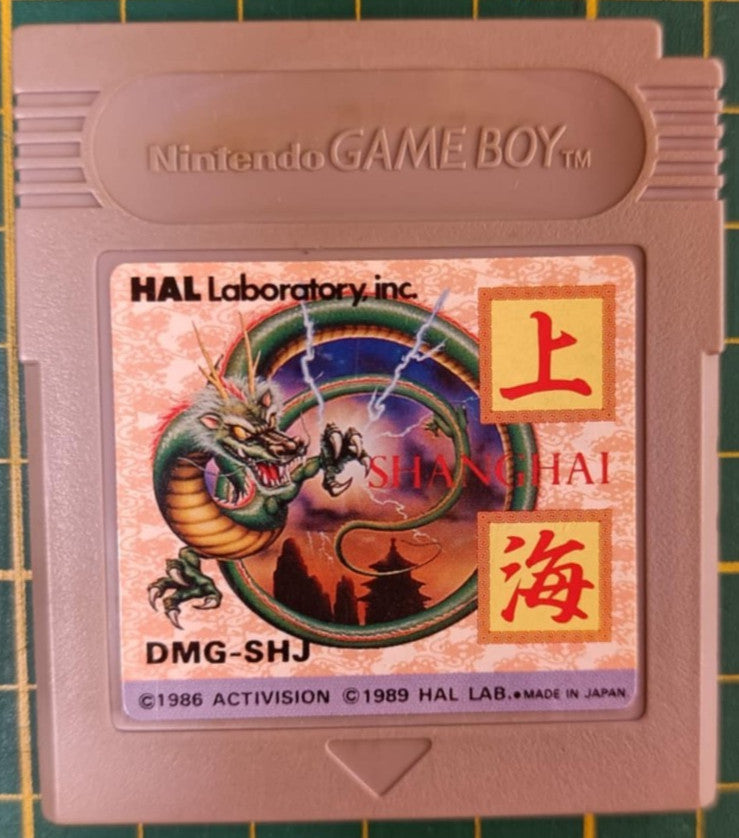 Nintendo GAME BOY TM
HAL Laboratory, inc.
上
SHANGHAI
海
DMG-SHJ
©1986 ACTIVISION ©1989 HAL LAB.●MADE IN JAPAN.